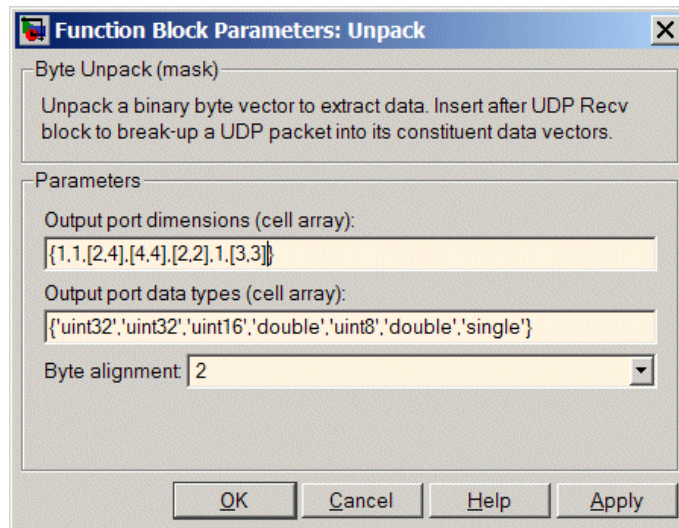 Function Block Parameters: Unpack
Byte Unpack (mask)
Unpack a binary byte vector to extract data. Insert after UDP Recv
block to break-up a UDP packet into its constituent data vectors.
Parameters
Output port dimensions (cell array):
{1,1,[2,4],[4,4],[2,2],1,[3,3]}
Output port data types (cell array):
{'uint32','uint32','uint16','double','uint8','double','single'}
Byte alignment: 2
OK Cancel Help Apply